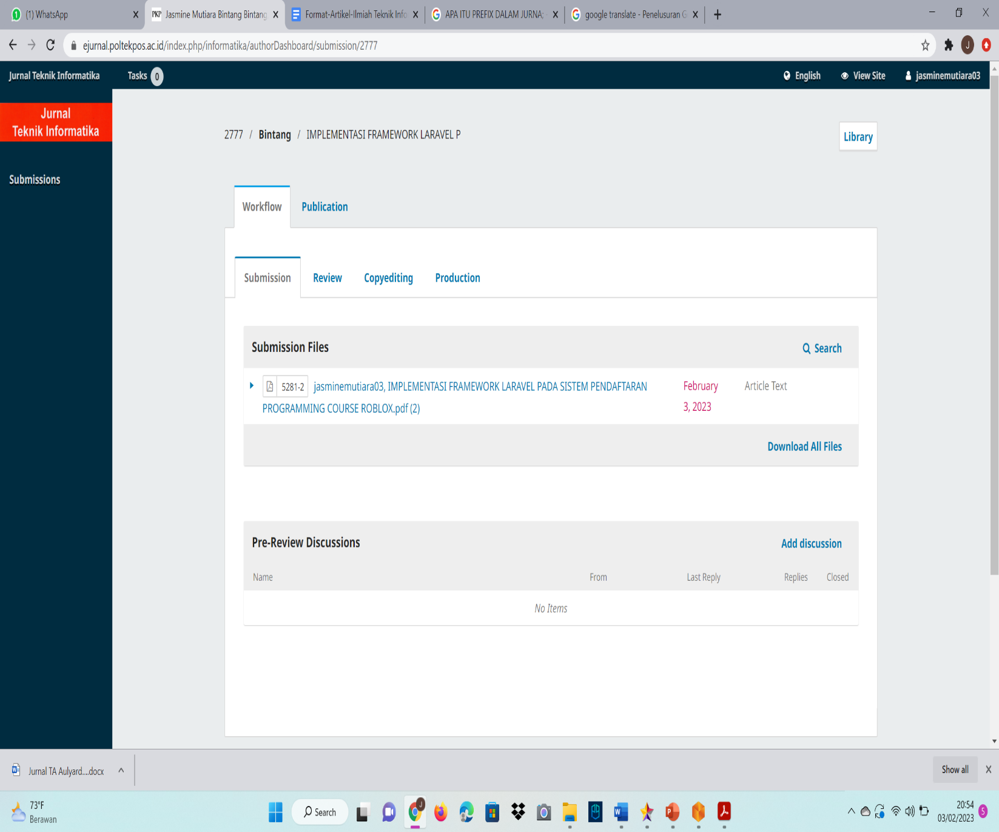 (1) WhatsApp
PKP Jasmine Mutiara Bintang Bintang
Format-Artikel-Ilmiah Teknik Info
APA ITU PREFIX DALAM JURNA; -
google translate - Penelusuran G
ejurnal.poltekpos.ac.id/index.php/informatika/authorDashboard/submission/2777
J
Jurnal Teknik Informatika
Tasks 0
English
View Site
jasminemutiara03
Jurnal
Teknik Informatika
Submissions
2777 / Bintang / IMPLEMENTASI FRAMEWORK LARAVEL P
Library
Workflow
Publication
Submission
Review
Copyediting
Production
Submission Files
Search
5281-2 jasminemutiara03, IMPLEMENTASI FRAMEWORK LARAVEL PADA SISTEM PENDAFTARAN
PROGRAMMING COURSE ROBLOX.pdf (2)
February
3, 2023
Article Text
Download All Files
Pre-Review Discussions
Add discussion
Name
From
Last Reply
Replies
Closed
No Items
Jurnal TA Aulyard....docx
Show all
73°F
Berawan
Search
20:54
03/02/2023
5